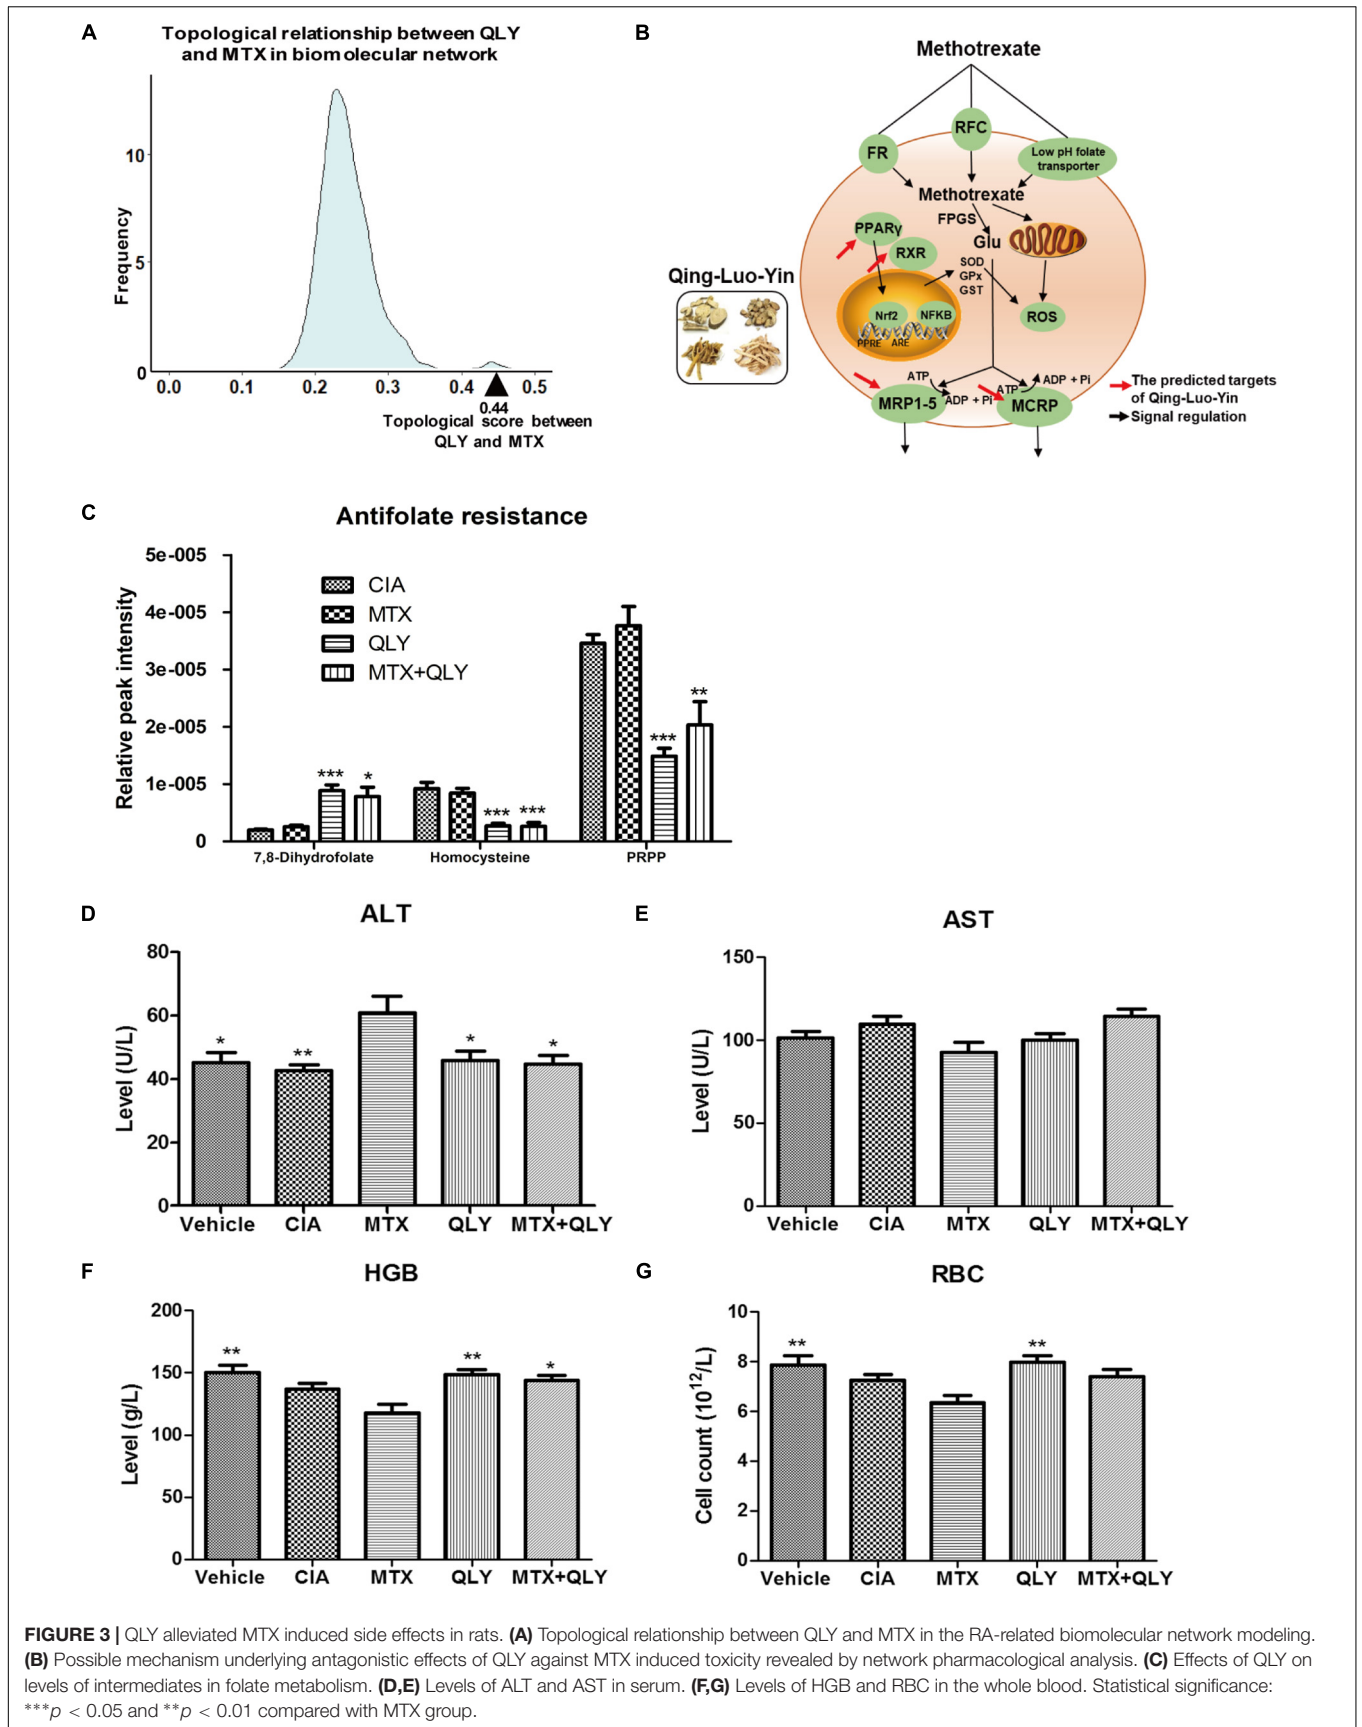 A
Topological relationship between QLY
and MTX in biomolecular network
Frequency
10
5
0
0.0 0.1 0.2 0.3 0.4 0.5
0.44
Topological score between
QLY and MTX
B
Methotrexate
RFC
FR
Low pH folate
transporter
Methotrexate
FPGS
PPARγ
Glu
RXR
SOD
GPx
GST
Qing-Luo-Yin
Nrf2
NFKB
ROS
PPRE
ARE
ATP
ADP + Pi
ATP
ADP + Pi
MRP1-5
MCRP
The predicted targets
of Qing-Luo-Yin
Signal regulation
C
Antifolate resistance
Relative peak intensity
5e-005
4e-005
3e-005
2e-005
1e-005
0
CIA
MTX
QLY
MTX+QLY
*** * *** *** *** **
7,8-Dihydrofolate Homocysteine PRPP
D
ALT
Level (U/L)
80
60
40
20
0
* ** * *
Vehicle CIA MTX QLY MTX+QLY
E
AST
Level (U/L)
150
100
50
0
Vehicle CIA MTX QLY MTX+QLY
F
HGB
Level (g/L)
200
150
100
50
0
** ** *
Vehicle CIA MTX QLY MTX+QLY
G
RBC
Cell count (10¹²/L)
10
8
6
4
2
0
** **
Vehicle CIA MTX QLY MTX+QLY
FIGURE 3 | QLY alleviated MTX induced side effects in rats. (A) Topological relationship between QLY and MTX in the RA-related biomolecular network modeling.
(B) Possible mechanism underlying antagonistic effects of QLY against MTX induced toxicity revealed by network pharmacological analysis. (C) Effects of QLY on
levels of intermediates in folate metabolism. (D,E) Levels of ALT and AST in serum. (F,G) Levels of HGB and RBC in the whole blood. Statistical significance:
***p < 0.05 and **p < 0.01 compared with MTX group.